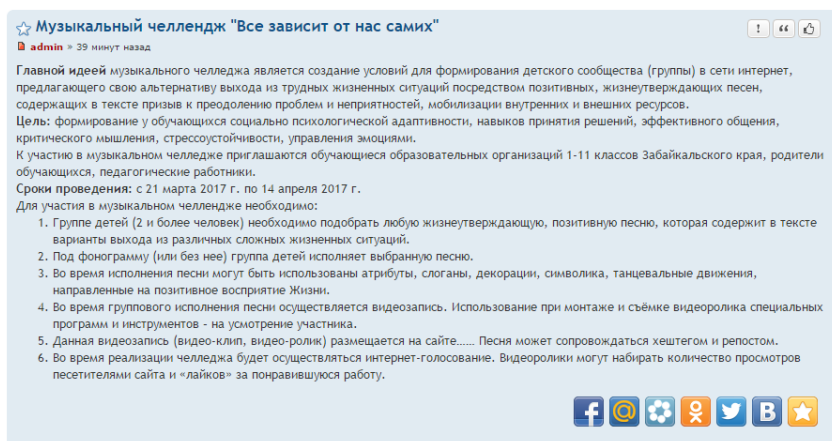 Музыкальный челлендж "Все зависит от нас самих"
admin » 39 минут назад
Главной идеей музыкального челледжа является создание условий для формирования детского сообщества (группы) в сети интернет,
предлагающего свою альтернативу выхода из трудных жизненных ситуаций посредством позитивных, жизнеутверждающих песен,
содержащих в тексте призыв к преодолению проблем и неприятностей, мобилизации внутренних и внешних ресурсов.
Цель: формирование у обучающихся социально психологической адаптивности, навыков принятия решений, эффективного общения,
критического мышления, стрессоустойчивости, управления эмоциями.
К участию в музыкальном челледже приглашаются обучающиеся образовательных организаций 1-11 классов Забайкальского края, родители
обучающихся, педагогические работники.
Сроки проведения: с 21 марта 2017 г. по 14 апреля 2017 г.
Для участия в музыкальном челлендже необходимо:
1. Группе детей (2 и более человек) необходимо подобрать любую жизнеутверждающую, позитивную песню, которая содержит в тексте
варианты выхода из различных сложных жизненных ситуаций.
2. Под фонограмму (или без нее) группа детей исполняет выбранную песню.
3. Во время исполнения песни могут быть использованы атрибуты, слоганы, декорации, символика, танцевальные движения,
направленные на позитивное восприятие Жизни.
4. Во время группового исполнения песни осуществляется видеозапись. Использование при монтаже и съёмке видеоролика специальных
программ и инструментов - на усмотрение участника.
5. Данная видеозапись (видео-клип, видео-ролик) размещается на сайте...... Песня может сопровождаться хештегом и репостом.
6. Во время реализации челледжа будет осуществляться интернет-голосование. Видеоролики могут набирать количество просмотров
песетителями сайта и «лайков» за понравившуюся работу.